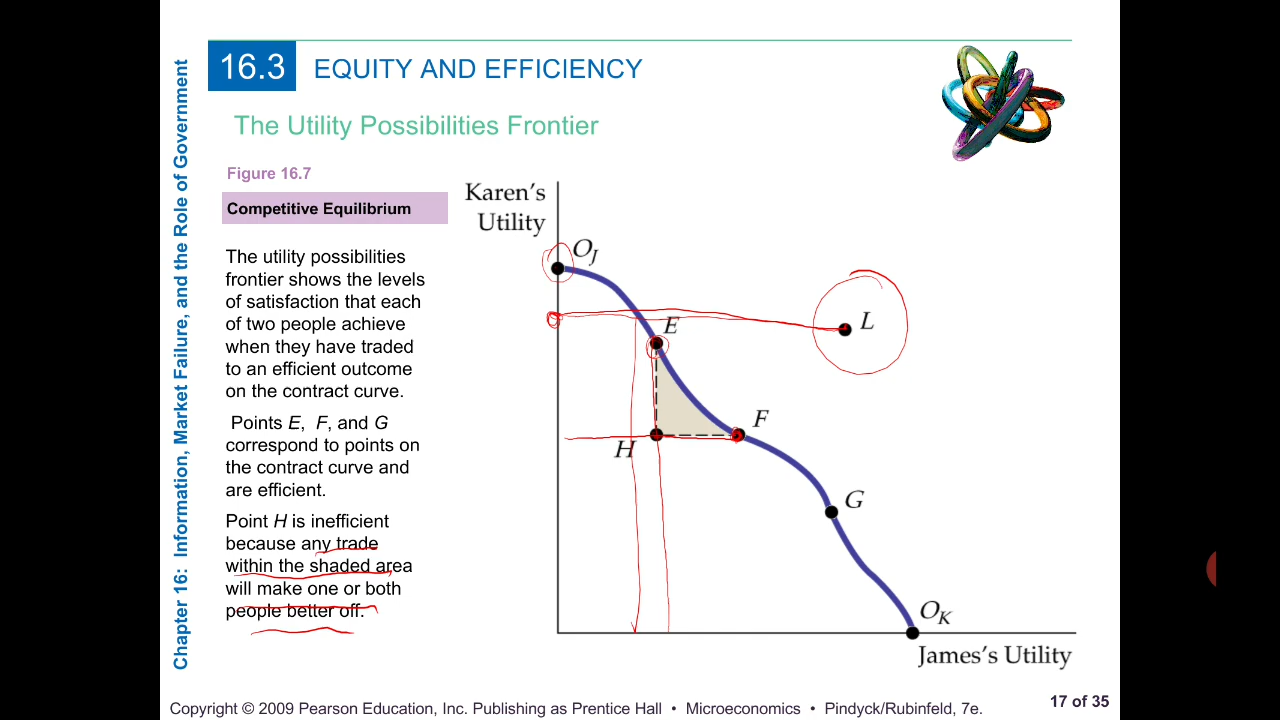 16.3 EQUITY AND EFFICIENCY
The Utility Possibilities Frontier
Chapter 16: Information, Market Failure, and the Role of Government
Figure 16.7
Competitive Equilibrium
The utility possibilities
frontier shows the levels
of satisfaction that each
of two people achieve
when they have traded
to an efficient outcome
on the contract curve.
Points E, F, and G
correspond to points on
the contract curve and
are efficient.
Point H is inefficient
because any trade
within the shaded area
will make one or both
people better off.
Karen's
Utility
OJ
E
L
F
H
G
OK
James's Utility
Copyright © 2009 Pearson Education, Inc. Publishing as Prentice Hall • Microeconomics • Pindyck/Rubinfeld, 7e.
17 of 35